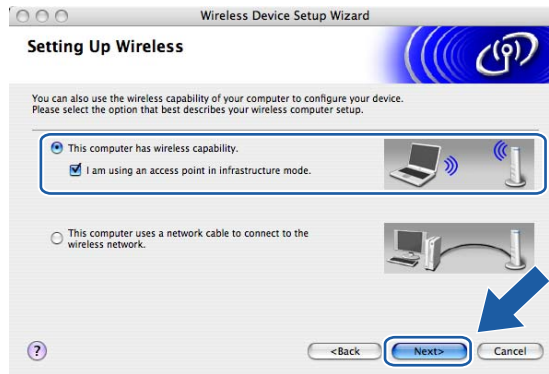 Wireless Device Setup Wizard
Setting Up Wireless
You can also use the wireless capability of your computer to configure your device.
Please select the option that best describes your wireless computer setup.
This computer has wireless capability.
I am using an access point in infrastructure mode.
This computer uses a network cable to connect to the
wireless network.
?
<Back
Next>
Cancel